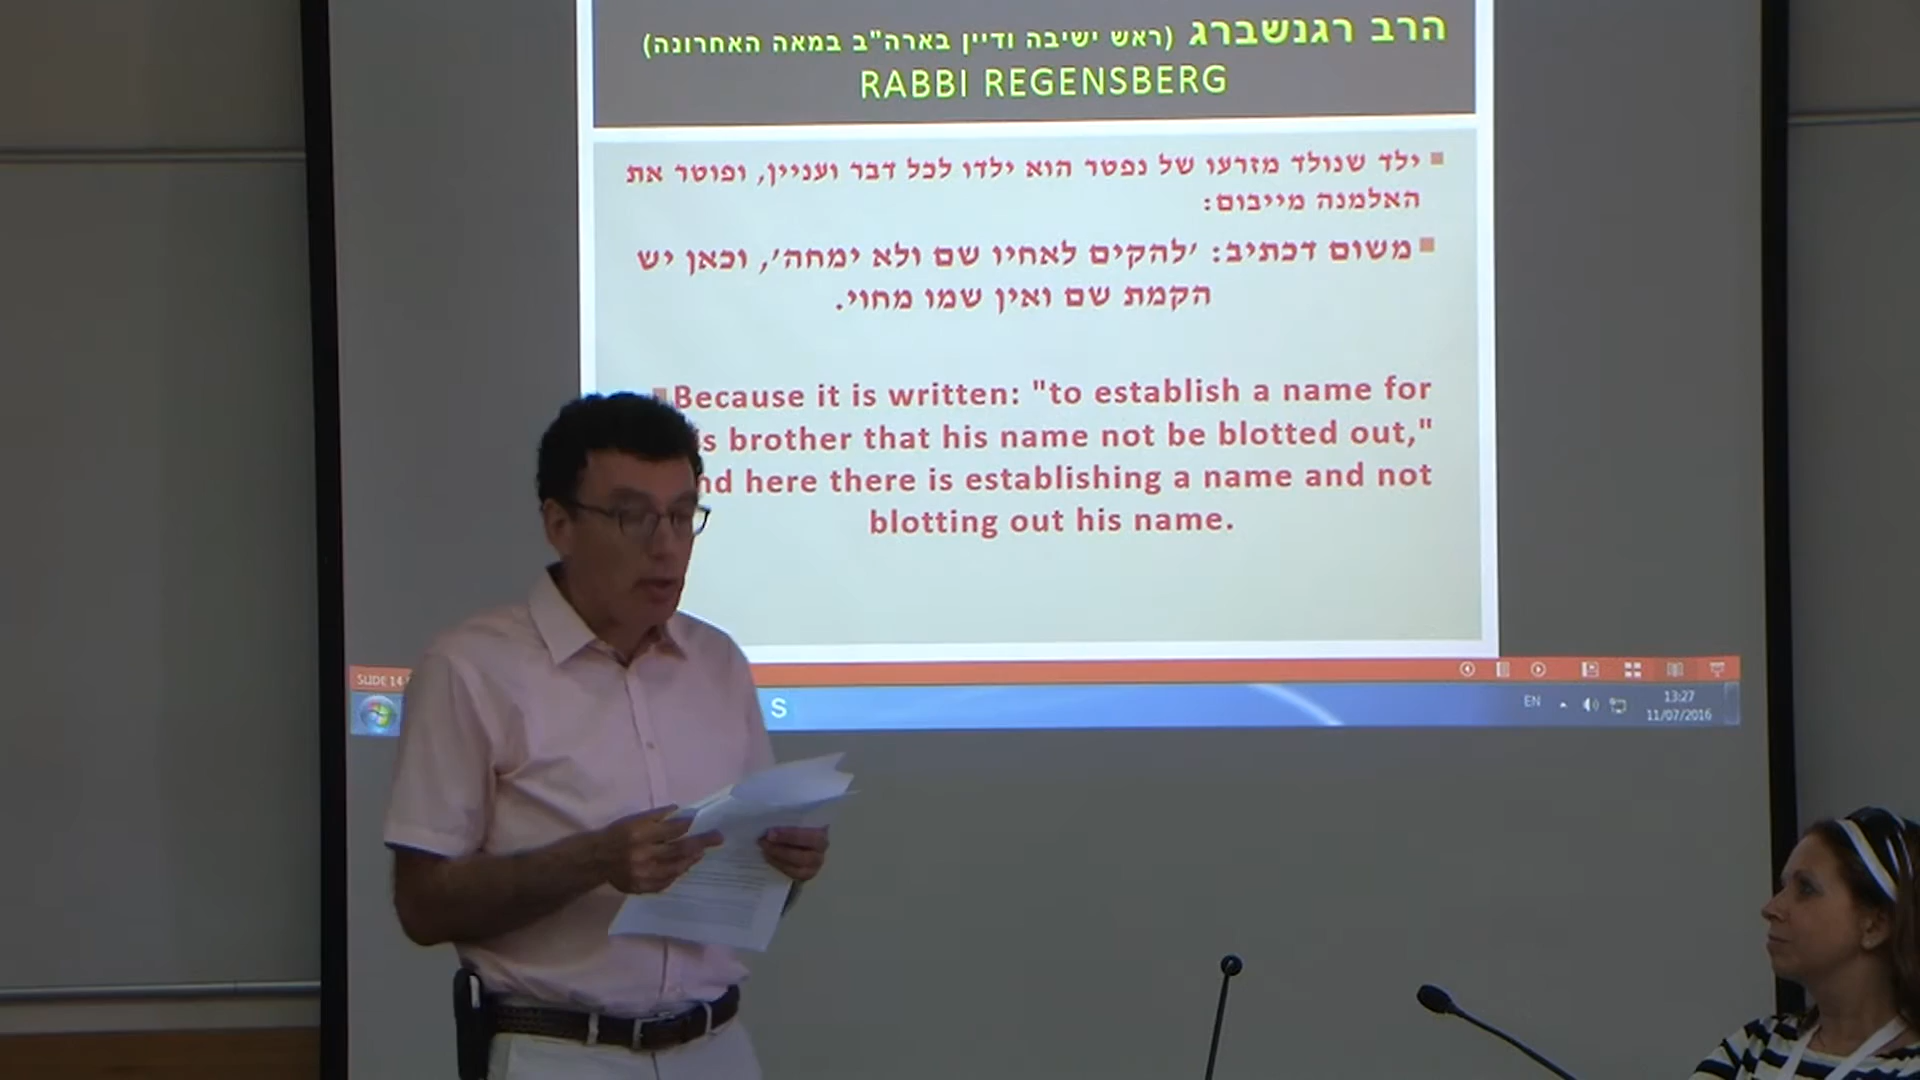 הרב רגנשברג (ראש ישיבה ודיין בארה"ב במאה האחרונה)
RABBI REGENSBERG
ילד שנולד מזרעו של נפטר הוא ילדו לכל דבר ועניין, ופוטר את
האלמנה מייבום:
משום דכתיב: 'להקים לאחיו שם ולא ימחה', וכאן יש
הקמת שם ואין שמו מחוי.
Because it is written: "to establish a name for
brother that his name not be blotted out,"
here there is establishing a name and not
blotting out his name.
SLIDE 14
S
EN
13:27
11/07/2016